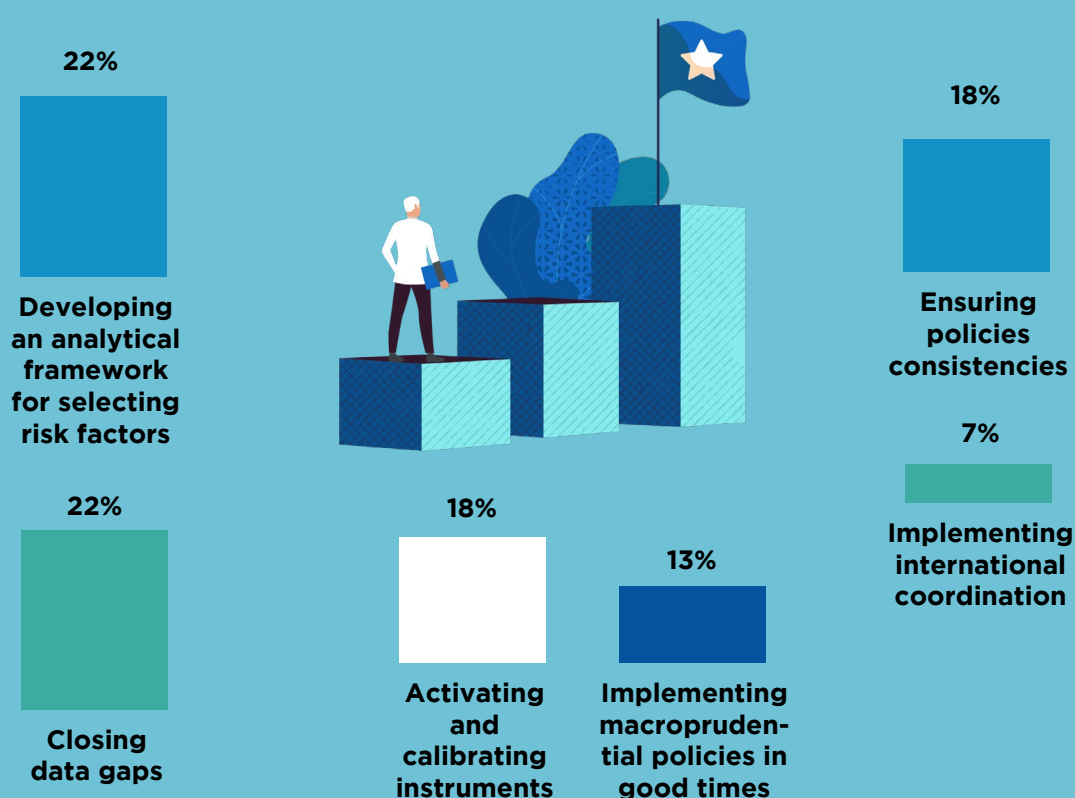 22%
Developing
an analytical
framework
for selecting
risk factors
18%
Ensuring
policies
consistencies
22%
Closing
data gaps
18%
Activating
and
calibrating
instruments
13%
Implementing
macropruden-
tial policies in
good times
7%
Implementing
international
coordination